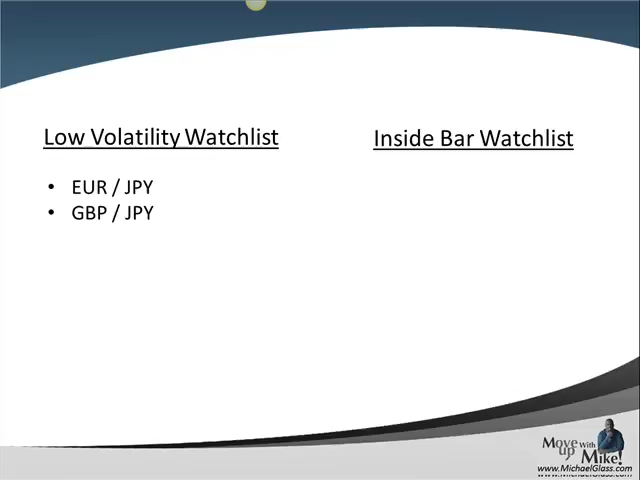 Low Volatility Watchlist
• EUR / JPY
• GBP / JPY
Inside Bar Watchlist
Move up With Mike!
www.MichaelGlass.com